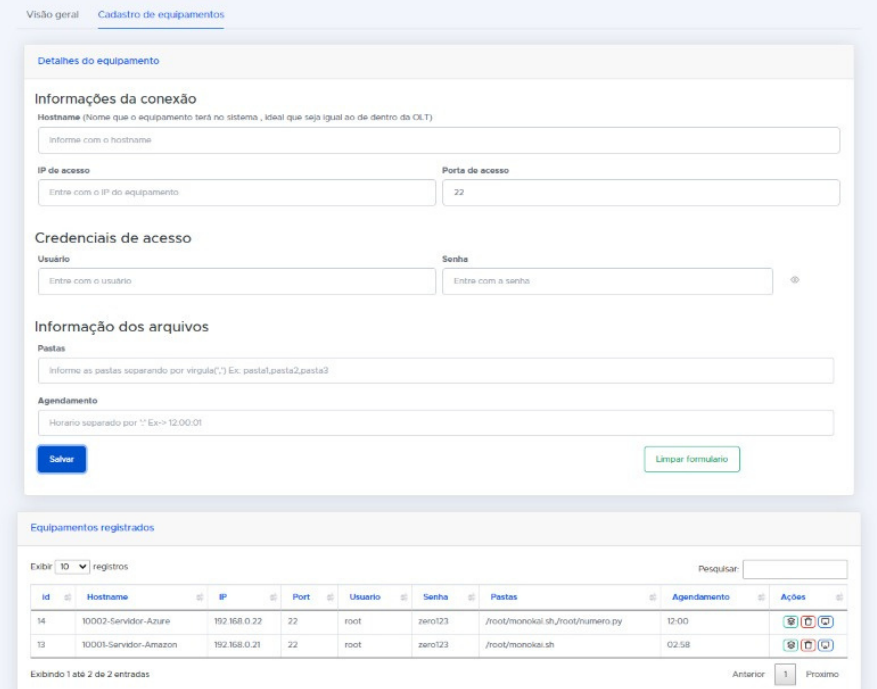 Visão geral Cadastro de equipamentos
Detalhes do equipamento
Informações da conexão
Hostname (Nome que o equipamento terá no sistema , ideal que seja igual ao de dentro da OLT)
Informe com o hostname
IP de acesso Porta de acesso
Entre com o IP do equipamento 22
Credenciais de acesso
Usuário Senha
Entre com o usuário Entre com a senha
Informação dos arquivos
Pastas
Informe as pastas separando por virgula(",") Ex: pasta1,pasta2,pasta3
Agendamento
Horario separado por ":" Ex-> 12:00:01
Salvar Limpar formulario
Equipamentos registrados
Exibir 10 registros Pesquisar:
id Hostname IP Port Usuario Senha Pastas Agendamento Ações
14 10002-Servidor-Azure 192.168.0.22 22 root zero123 /root/monokai.sh,/root/numero.py 12:00
13 10001-Servidor-Amazon 192.168.0.21 22 root zero123 /root/monokai.sh 02:58
Exibindo 1 até 2 de 2 entradas Anterior 1 Proximo